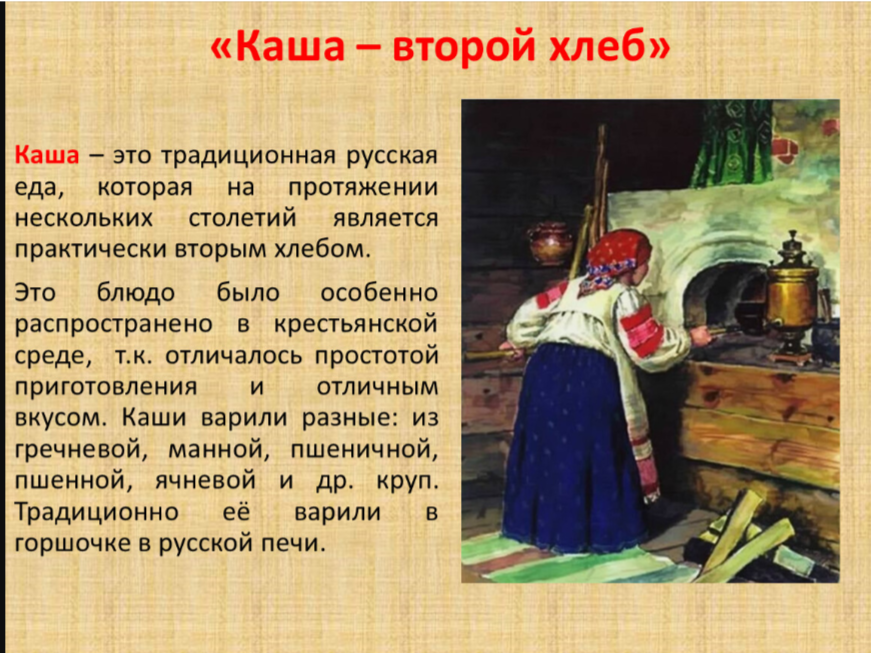 «Каша – второй хлеб»
Каша – это традиционная русская
еда, которая на протяжении
нескольких столетий является
практически вторым хлебом.
Это блюдо было особенно
распространено в крестьянской
среде, т.к. отличалось простотой
приготовления и отличным
вкусом. Каши варили разные: из
гречневой, манной, пшеничной,
пшенной, ячневой и др. круп.
Традиционно её варили в
горшочке в русской печи.